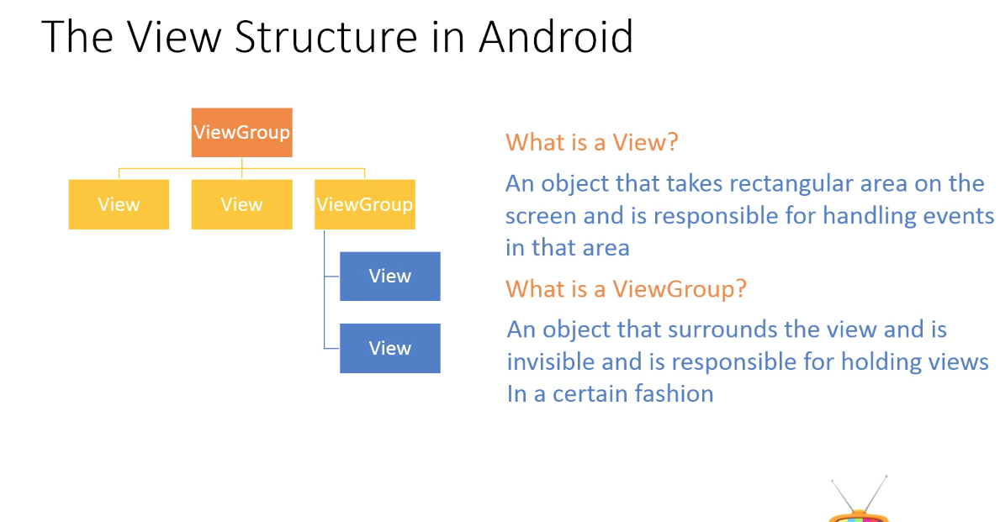 The View Structure in Android
ViewGroup
View
View
ViewGroup
View
View
What is a View?
An object that takes rectangular area on the
screen and is responsible for handling events
in that area
What is a ViewGroup?
An object that surrounds the view and is
invisible and is responsible for holding views
In a certain fashion